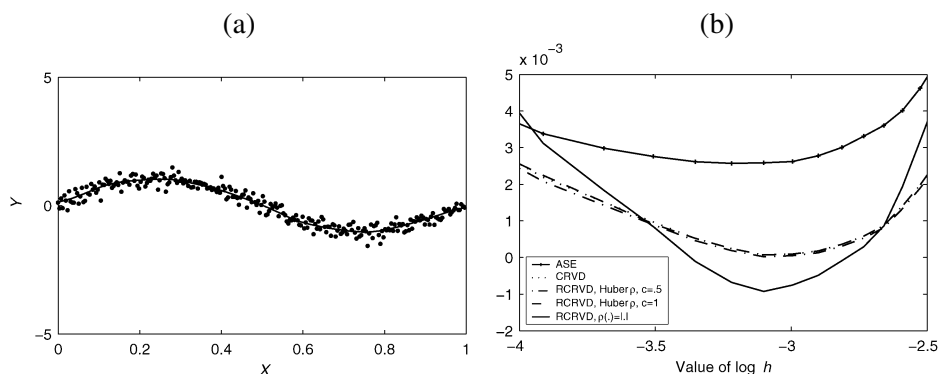 (a)
(b)
5
0
−5
Y
0
0.2
0.4
0.6
0.8
1
X
x 10⁻³
5
4
3
2
1
0
−1
−2
ASE
CRVD
RCRVD, Huber ρ, c=.5
RCRVD, Huber ρ, c=1
RCRVD, ρ(.)=|.|
−4
−3.5
−3
−2.5
Value of log h